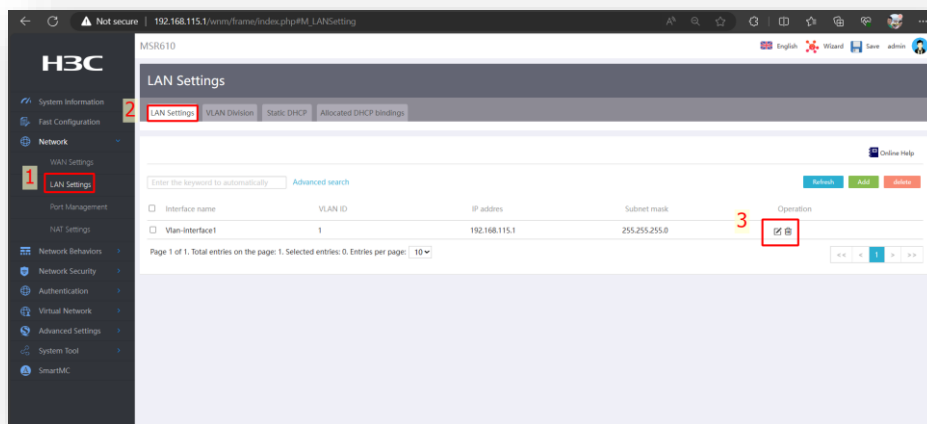 Not secure | 192.168.115.1/wnm/frame/index.php#M_LANSetting
MSR610
English Wizard Save admin
H3C
LAN Settings
System Information
Fast Configuration
Network
WAN Settings
LAN Settings
Port Management
NAT Settings
Network Behaviors
Network Security
Authentication
Virtual Network
Advanced Settings
System Tool
SmartMC
1
2
LAN Settings VLAN Division Static DHCP Allocated DHCP bindings
Online Help
Enter the keyword to automatically Advanced search Refresh Add delete
Interface name VLAN ID IP addres Subnet mask Operation
3
Vlan-interface1 1 192.168.115.1 255.255.255.0
Page 1 of 1. Total entries on the page: 1. Selected entries: 0. Entries per page: 10
<< < 1 > >>